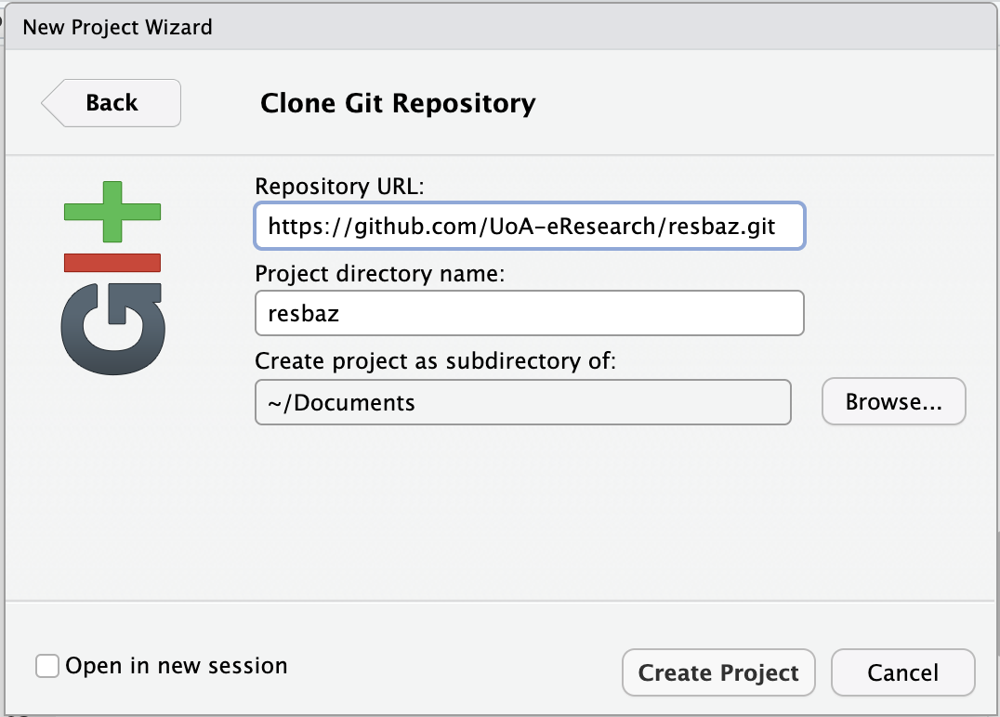 New Project Wizard
Back
Clone Git Repository
Repository URL:
https://github.com/UoA-eResearch/resbaz.git
Project directory name:
resbaz
Create project as subdirectory of:
~/Documents
Browse...
GIT
Open in new session
Create Project
Cancel